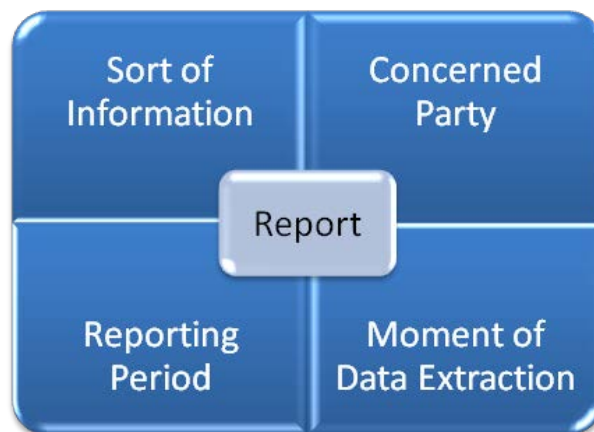 Sort of
Information
Concerned
Party
Report
Reporting
Period
Moment of
Data Extraction